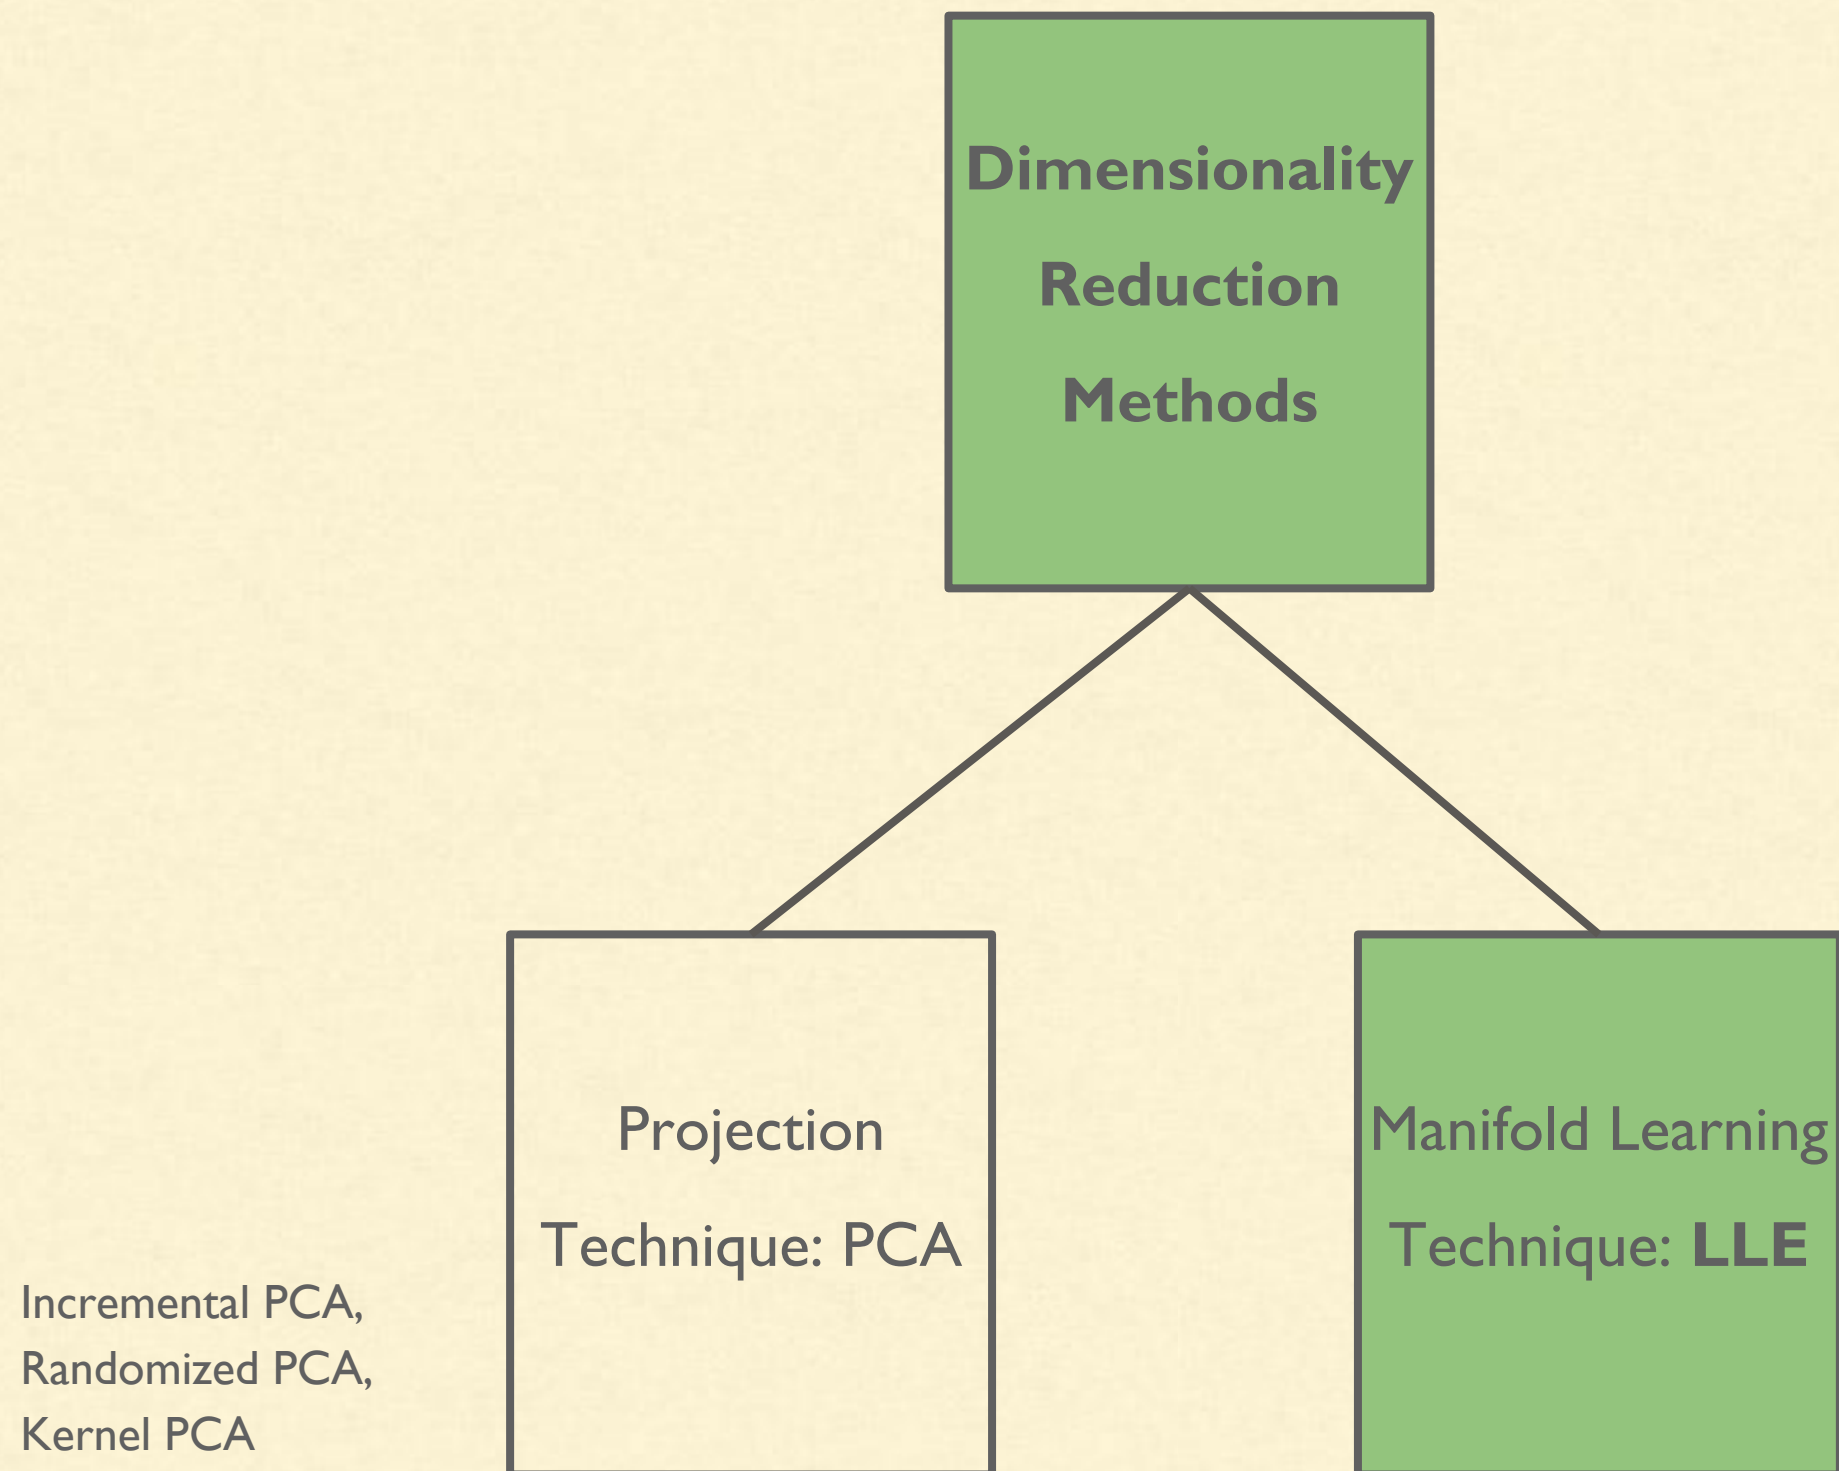 Dimensionality
Reduction
Methods
Projection
Technique: PCA
Manifold Learning
Technique: LLE
Incremental PCA,
Randomized PCA,
Kernel PCA